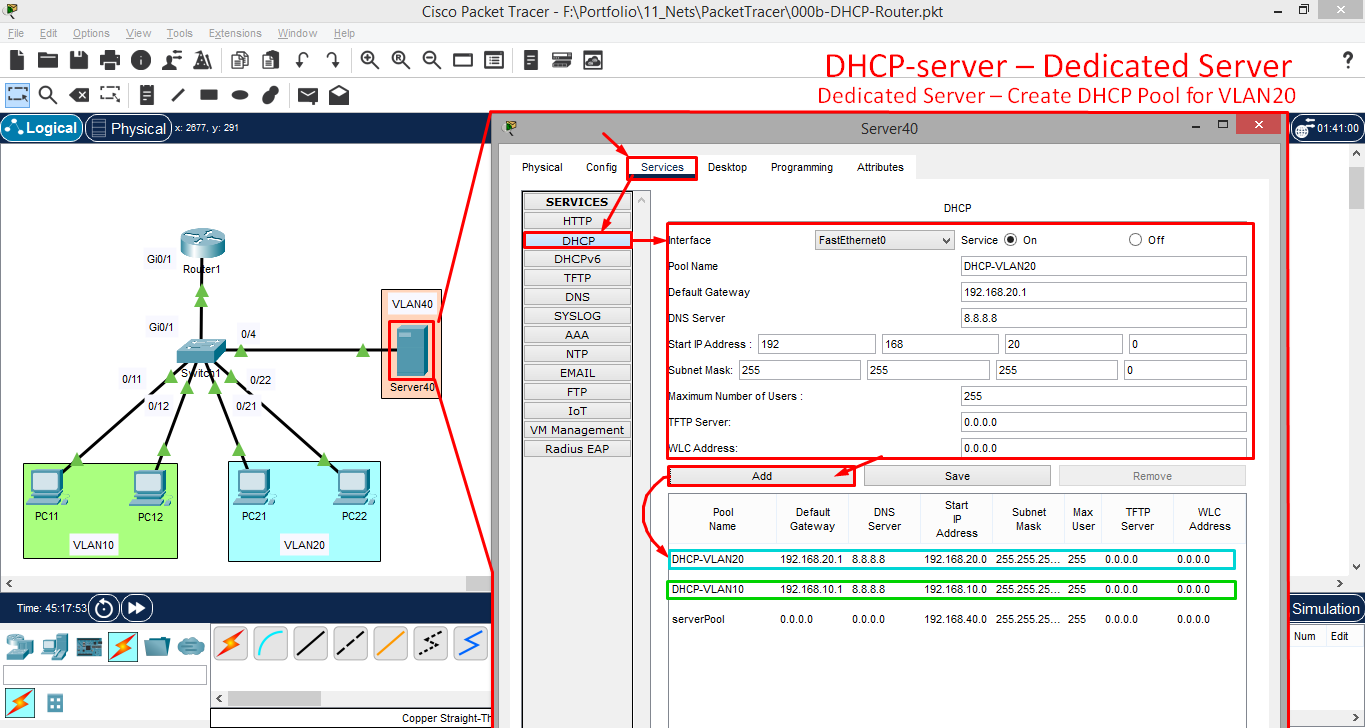 Cisco Packet Tracer - F:\Portfolio\11_Nets\PacketTracer\000b-DHCP-Router.pkt
File Edit Options View Tools Extensions Window Help
DHCP-server – Dedicated Server
Dedicated Server – Create DHCP Pool for VLAN20
?
Logical Physical x: 2677, y: 291
01:41:00
Router1
Gi0/1
Gi0/1
Switch1
0/4
0/11
0/12
0/22
0/21
VLAN40
Server40
PC11
PC12
VLAN10
PC21
PC22
VLAN20
Time: 45:17:53
Copper Straight-Th
Simulation
Num Edit
Server40
Physical Config Services Desktop Programming Attributes
SERVICES
HTTP
DHCP
DHCPv6
TFTP
DNS
SYSLOG
AAA
NTP
EMAIL
FTP
IoT
VM Management
Radius EAP
DHCP
Interface FastEthernet0 Service On Off
Pool Name DHCP-VLAN20
Default Gateway 192.168.20.1
DNS Server 8.8.8.8
Start IP Address : 192 168 20 0
Subnet Mask: 255 255 255 0
Maximum Number of Users : 255
TFTP Server: 0.0.0.0
WLC Address: 0.0.0.0
Add Save Remove
Pool Name Default Gateway DNS Server Start IP Address Subnet Mask Max User TFTP Server WLC Address
DHCP-VLAN20 192.168.20.1 8.8.8.8 192.168.20.0 255.255.25... 255 0.0.0.0 0.0.0.0
DHCP-VLAN10 192.168.10.1 8.8.8.8 192.168.10.0 255.255.25... 255 0.0.0.0 0.0.0.0
serverPool 0.0.0.0 0.0.0.0 192.168.40.0 255.255.25... 255 0.0.0.0 0.0.0.0